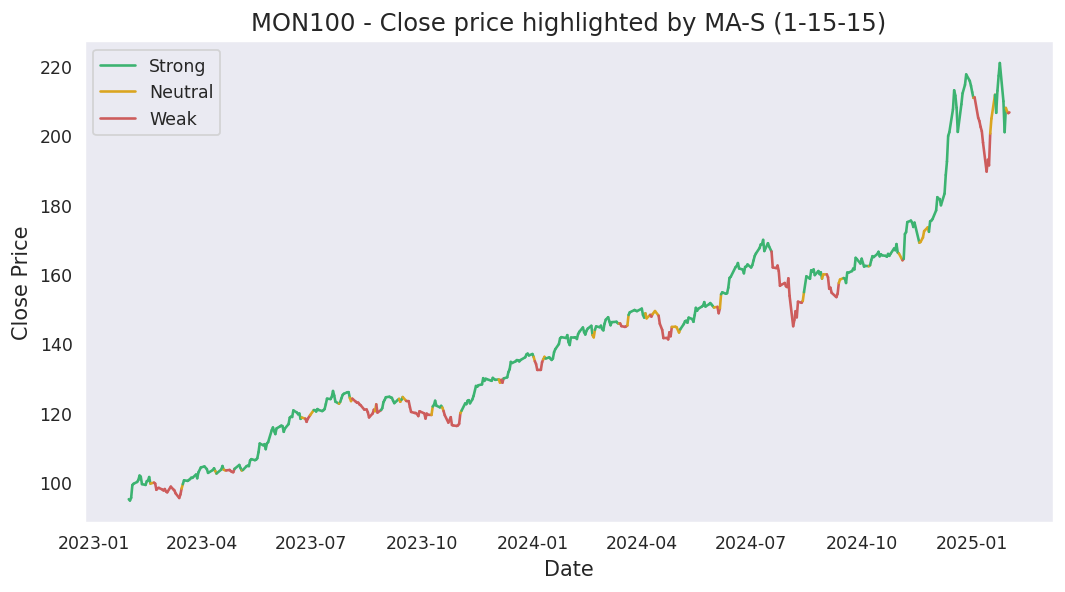 MON100 - Close price highlighted by MA-S (1-15-15)
Strong
Neutral
Weak
Close Price
220
200
180
160
140
120
100
2023-01 2023-04 2023-07 2023-10 2024-01 2024-04 2024-07 2024-10 2025-01
Date